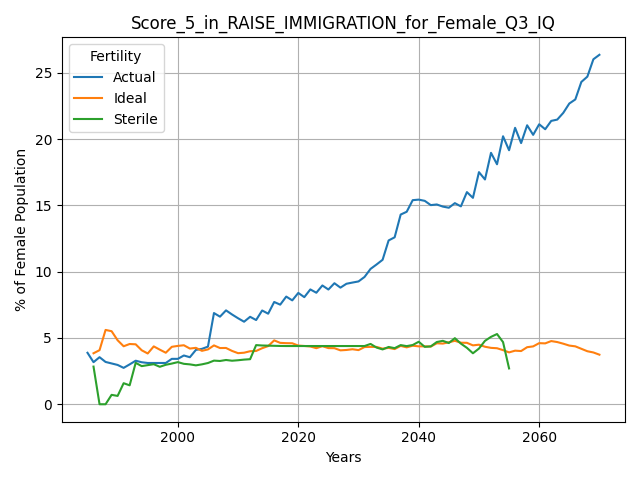 Score_5_in_RAISE_IMMIGRATION_for_Female_Q3_IQ
Fertility
Actual
Ideal
Sterile
% of Female Population
25
20
15
10
5
0
2000 2020 2040 2060
Years